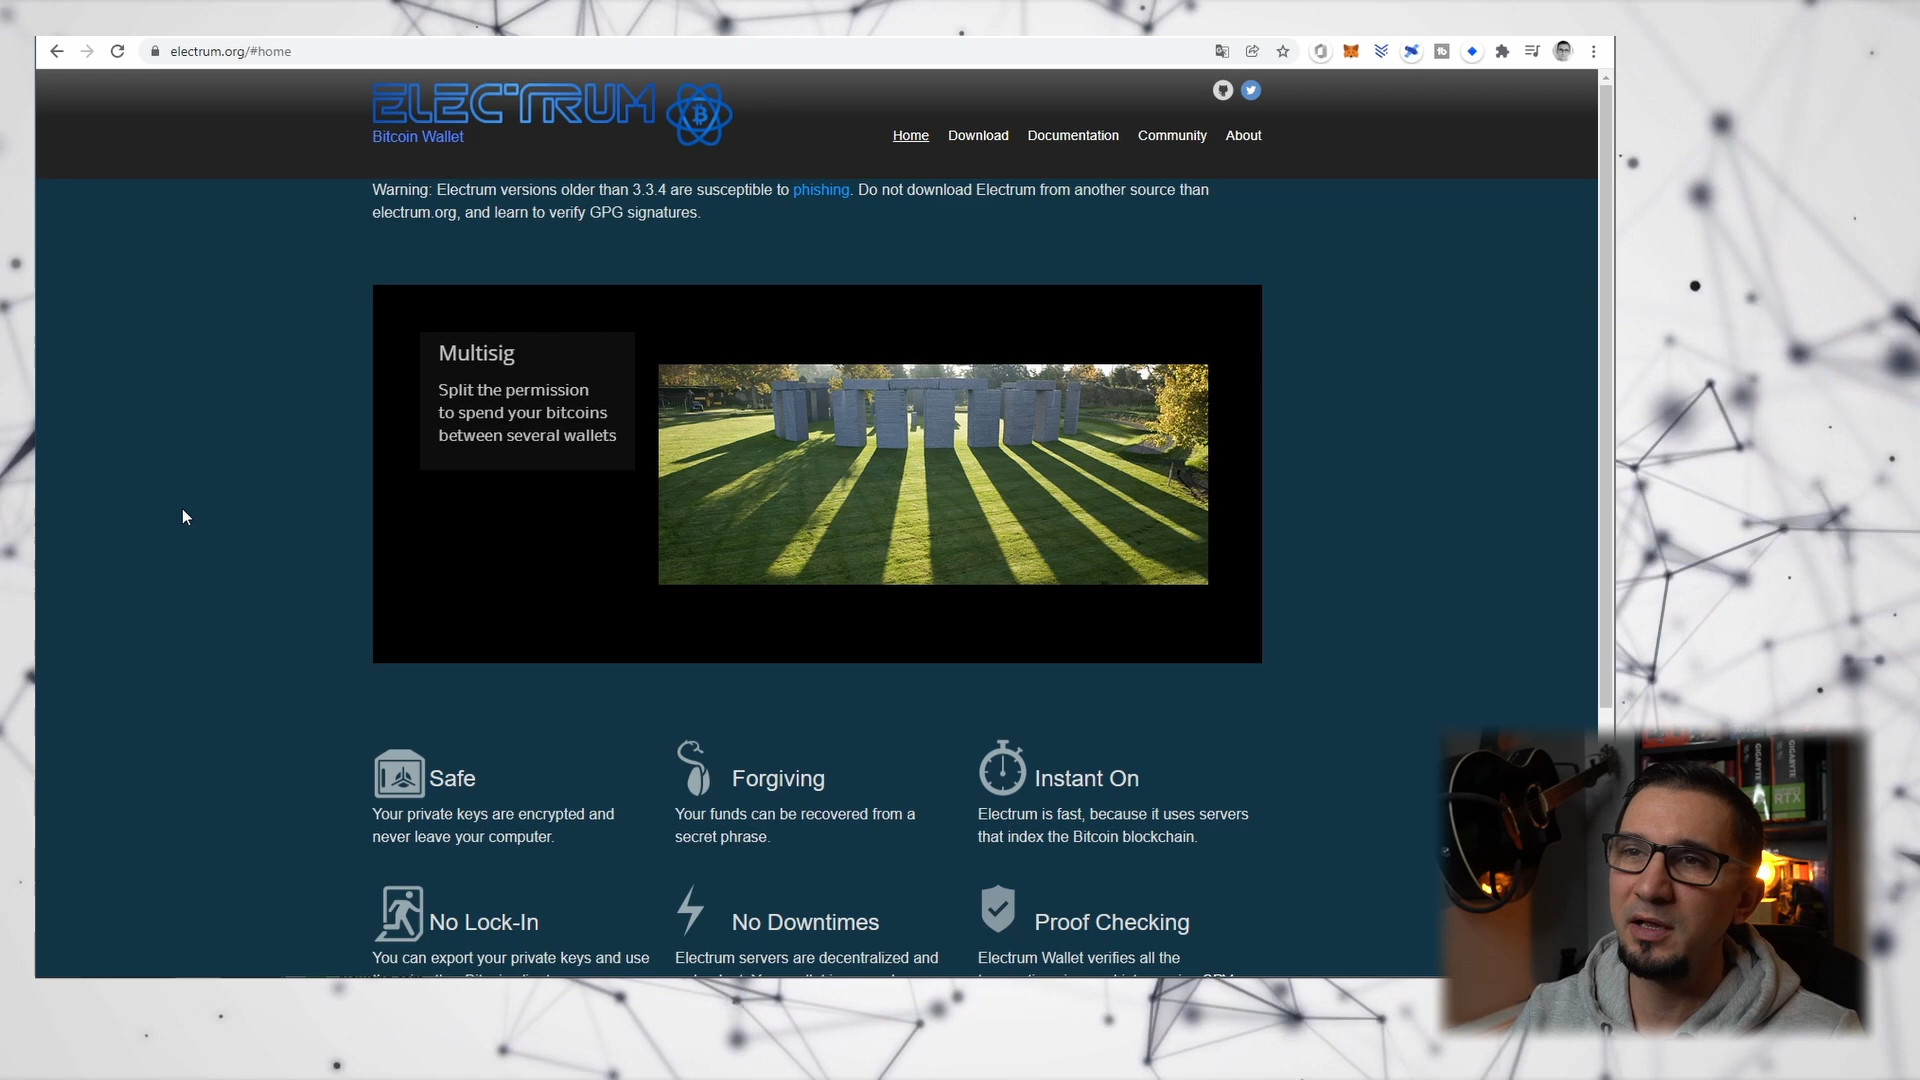 electrum.org/#home
ELECTRUM
Bitcoin Wallet
Home Download Documentation Community About
Warning: Electrum versions older than 3.3.4 are susceptible to phishing. Do not download Electrum from another source than
electrum.org, and learn to verify GPG signatures.
Multisig
Split the permission
to spend your bitcoins
between several wallets
Safe
Your private keys are encrypted and
never leave your computer.
Forgiving
Your funds can be recovered from a
secret phrase.
Instant On
Electrum is fast, because it uses servers
that index the Bitcoin blockchain.
No Lock-In
You can export your private keys and use
No Downtimes
Electrum servers are decentralized and
Proof Checking
Electrum Wallet verifies all the
GIGABYTE
GIGABYTE
RTX